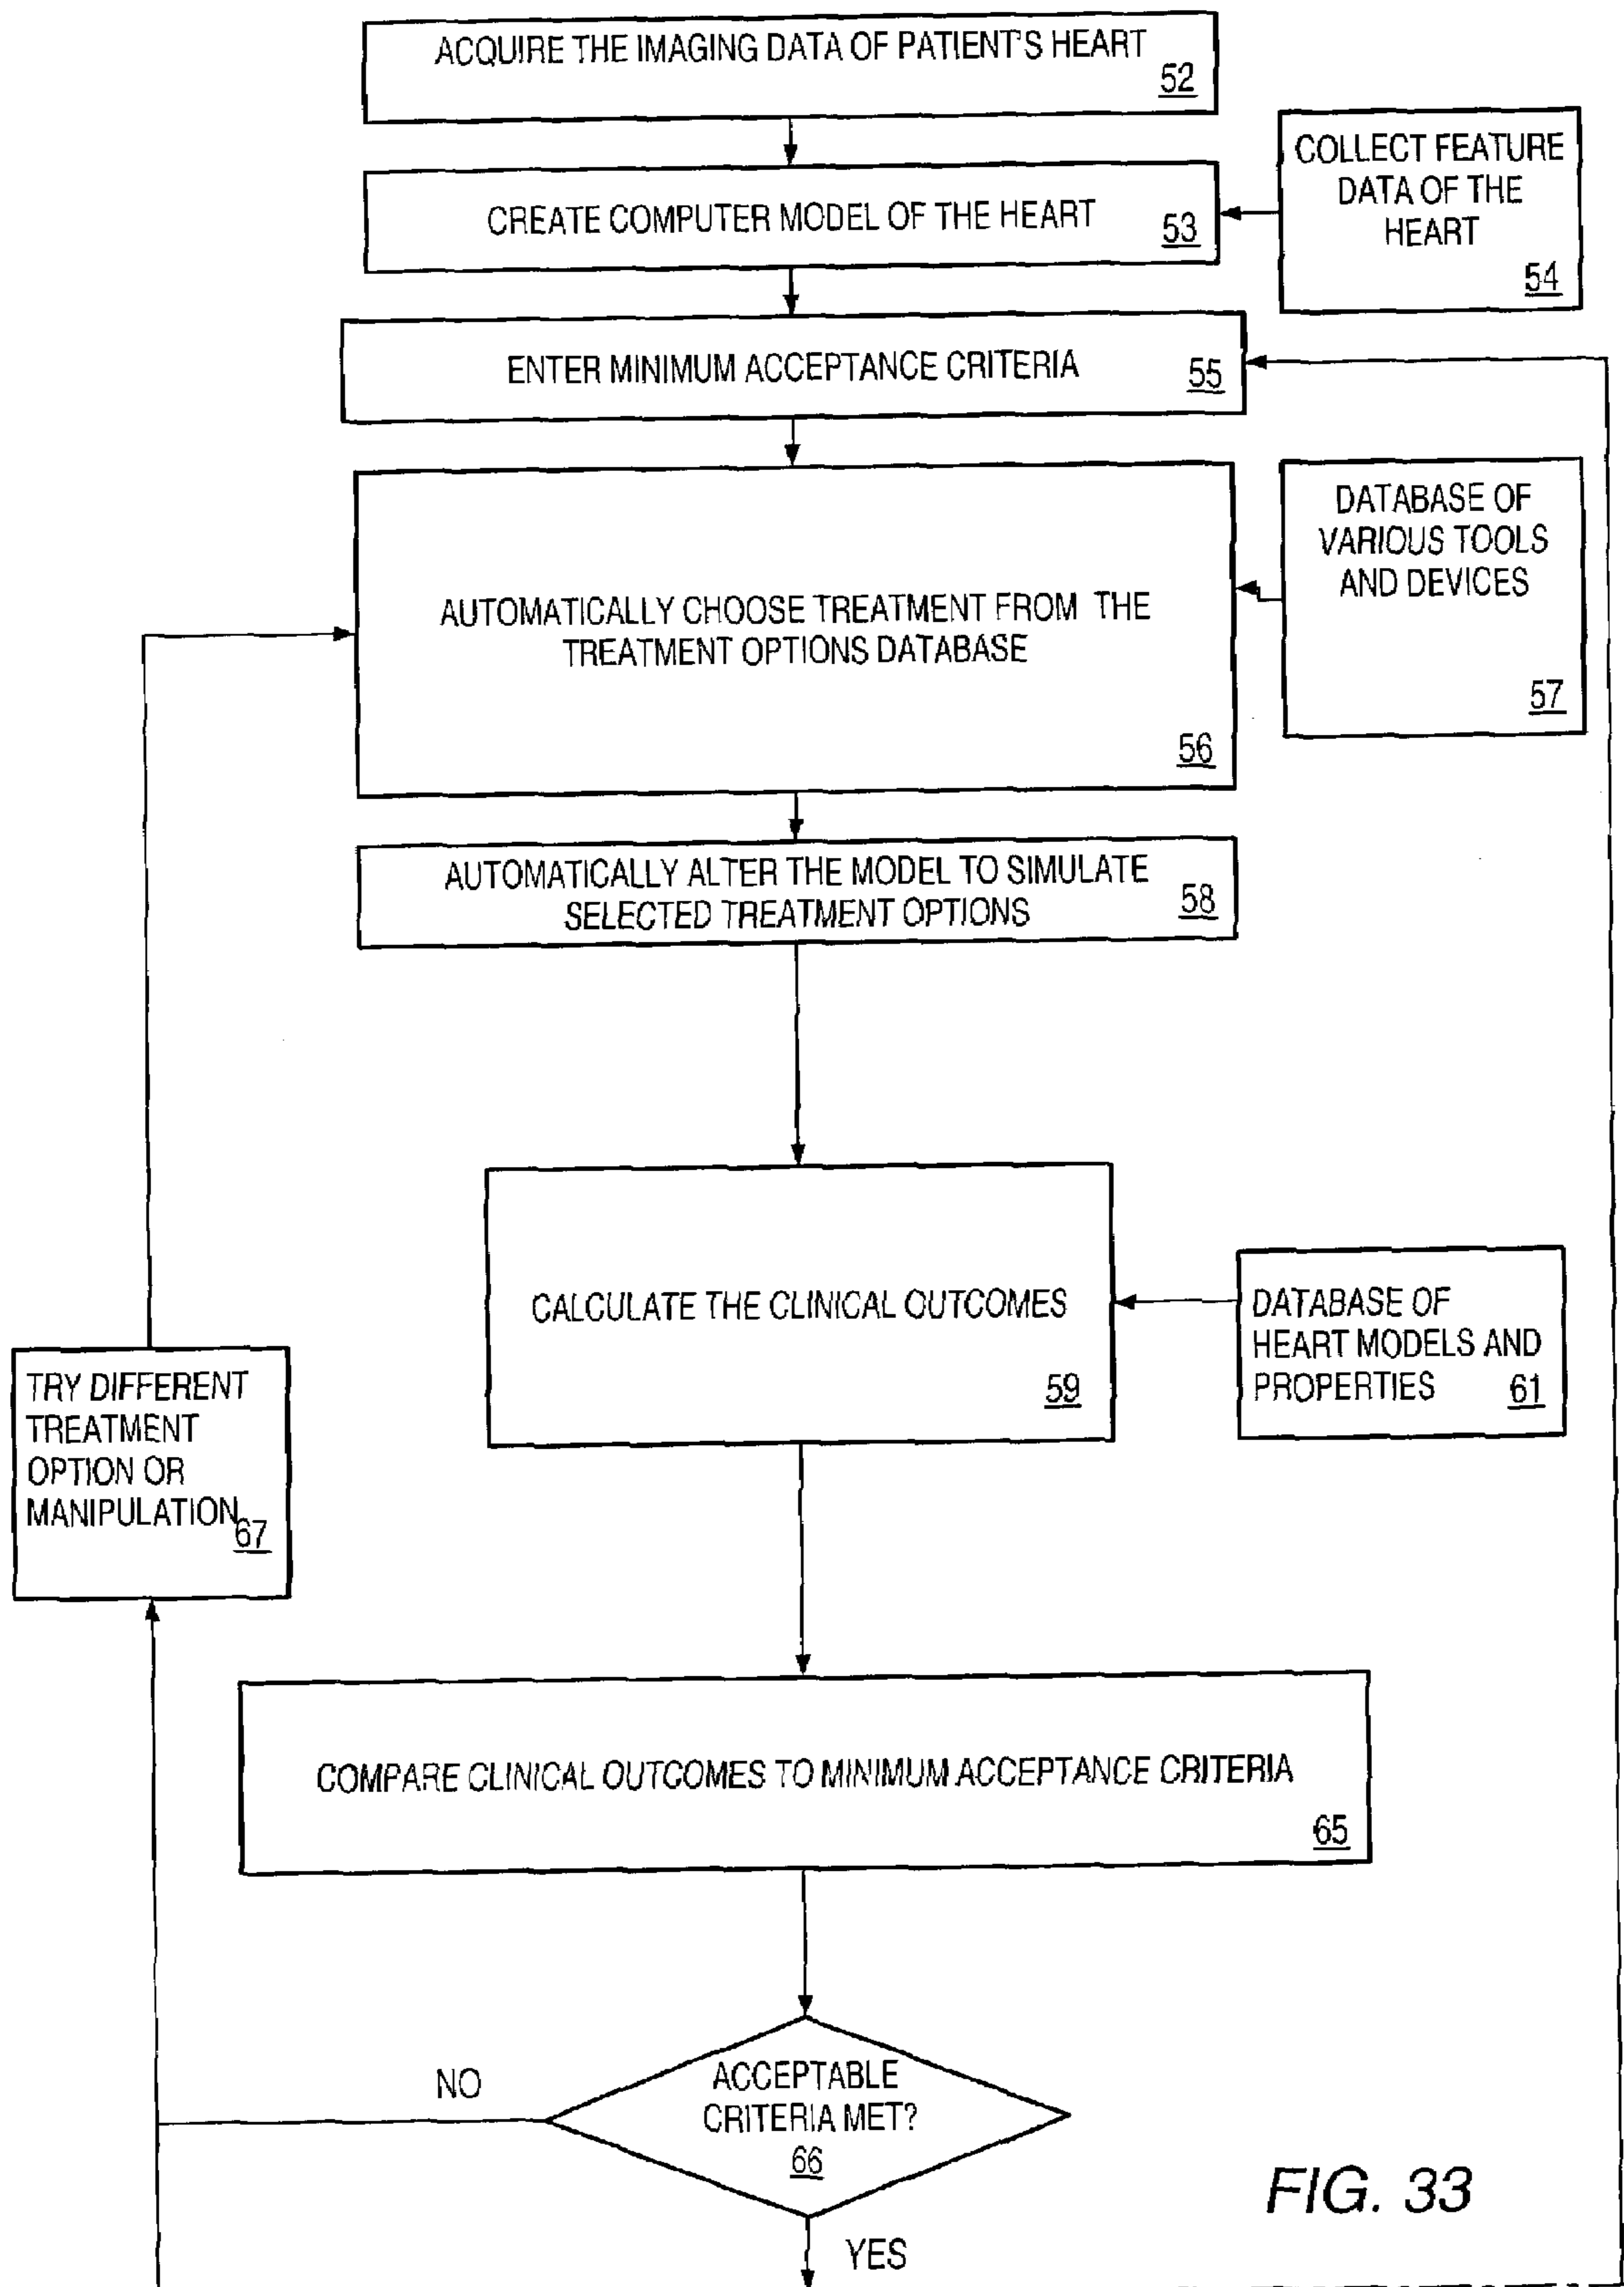 ACQUIRE THE IMAGING DATA OF PATIENT'S HEART
52
CREATE COMPUTER MODEL OF THE HEART
53
COLLECT FEATURE
DATA OF THE
HEART
54
ENTER MINIMUM ACCEPTANCE CRITERIA
55
AUTOMATICALLY CHOOSE TREATMENT FROM THE
TREATMENT OPTIONS DATABASE
56
DATABASE OF
VARIOUS TOOLS
AND DEVICES
57
AUTOMATICALLY ALTER THE MODEL TO SIMULATE
SELECTED TREATMENT OPTIONS
58
CALCULATE THE CLINICAL OUTCOMES
59
DATABASE OF
HEART MODELS AND
PROPERTIES 61
TRY DIFFERENT
TREATMENT
OPTION OR
MANIPULATION
67
COMPARE CLINICAL OUTCOMES TO MINIMUM ACCEPTANCE CRITERIA
65
ACCEPTABLE
CRITERIA MET?
66
NO
YES
FIG. 33